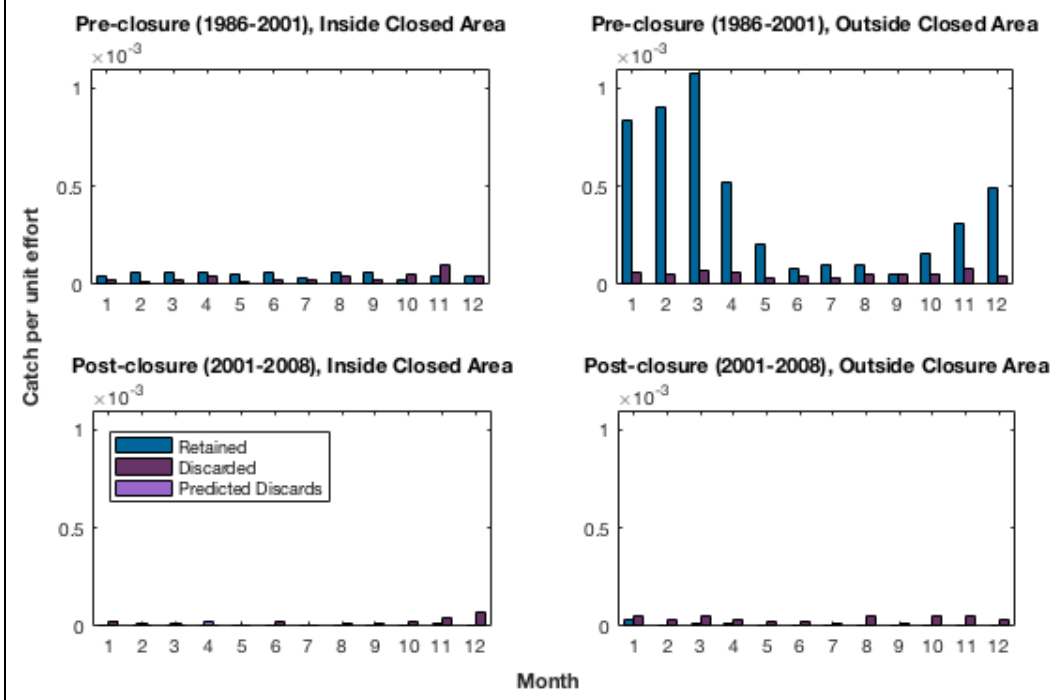 Pre-closure (1986-2001), Inside Closed Area
×10⁻³
1
0.5
0
1 2 3 4 5 6 7 8 9 10 11 12
Pre-closure (1986-2001), Outside Closed Area
×10⁻³
1
0.5
0
1 2 3 4 5 6 7 8 9 10 11 12
Catch per unit effort
Post-closure (2001-2008), Inside Closed Area
×10⁻³
1
0.5
0
Retained
Discarded
Predicted Discards
1 2 3 4 5 6 7 8 9 10 11 12
Post-closure (2001-2008), Outside Closure Area
×10⁻³
1
0.5
0
1 2 3 4 5 6 7 8 9 10 11 12
Month